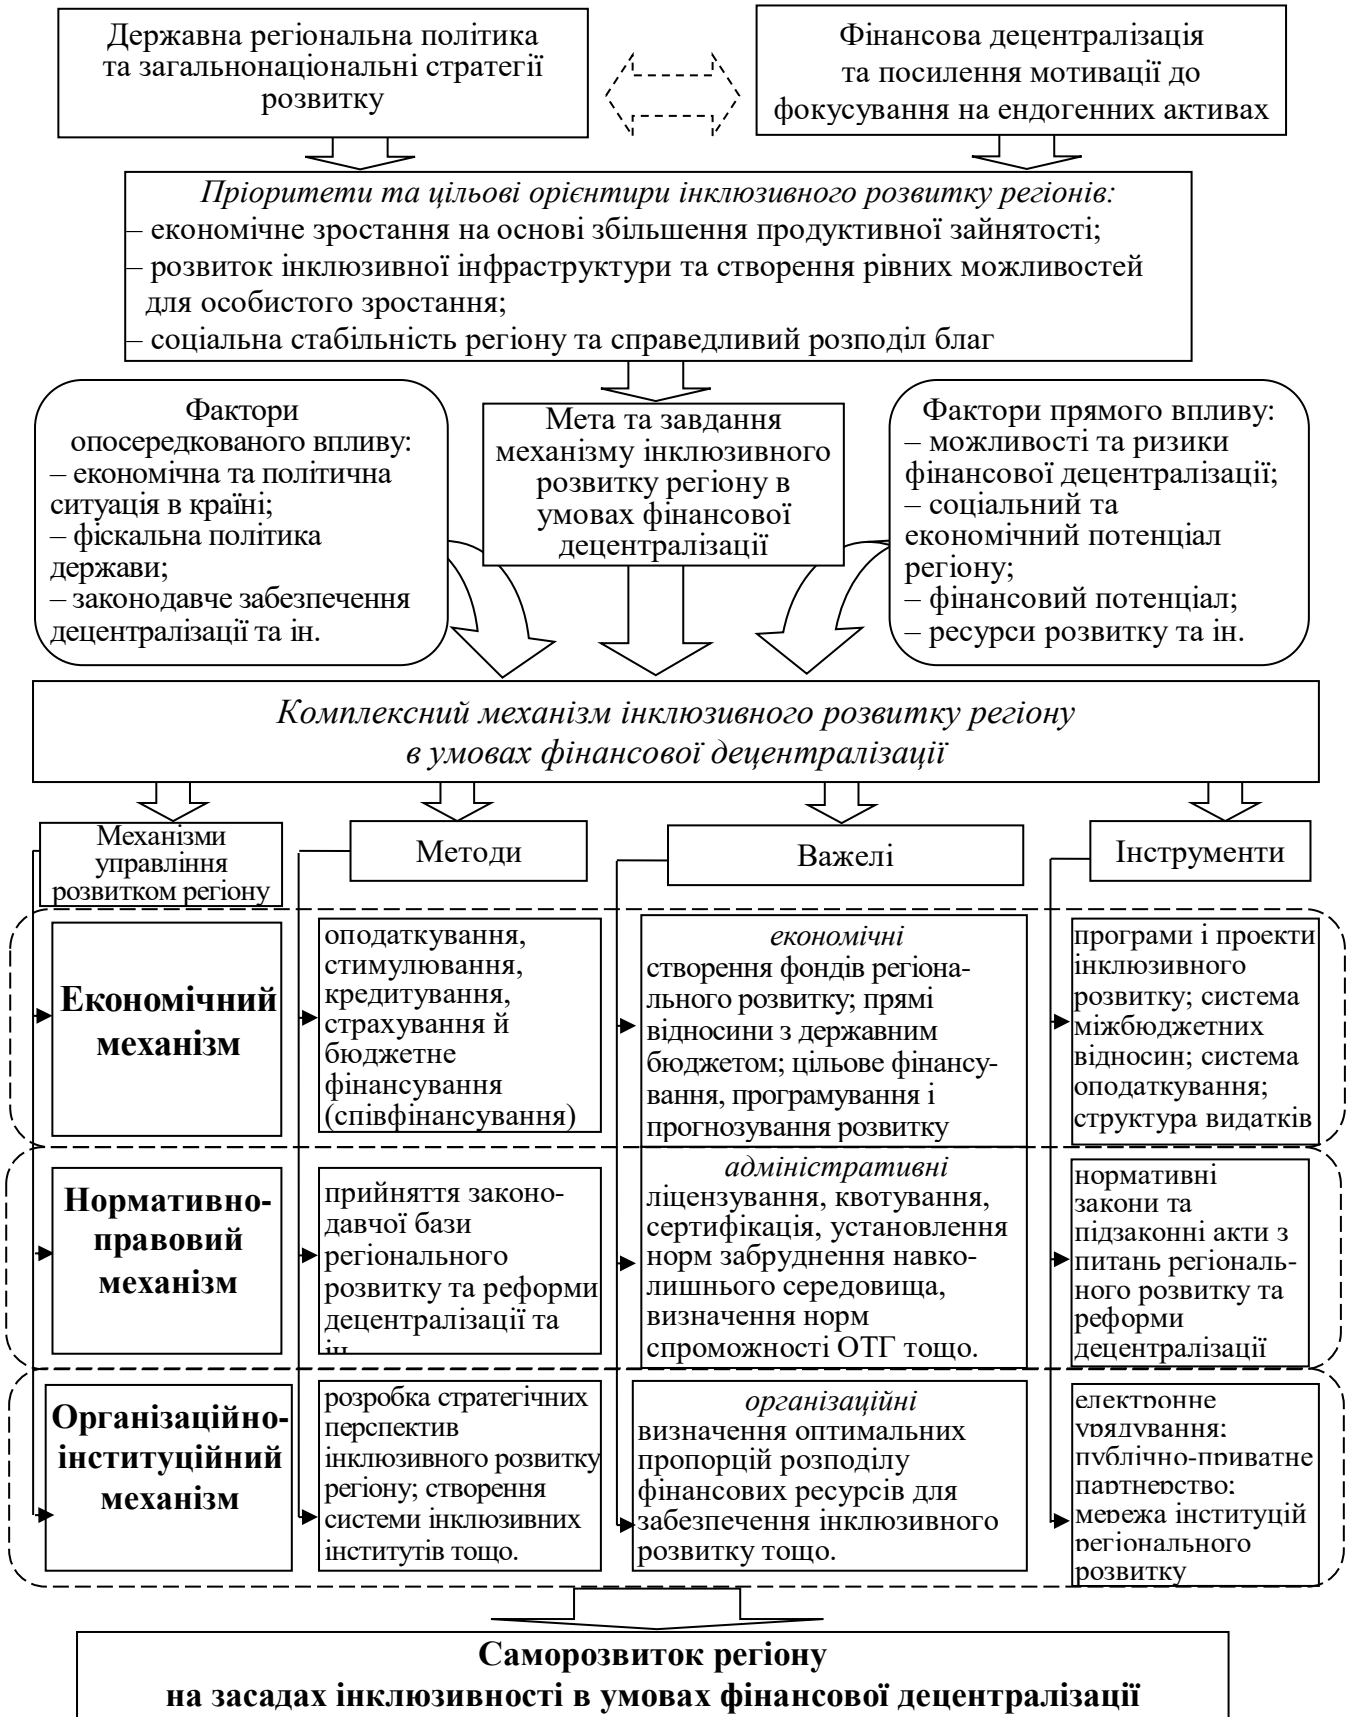 Державна регіональна політика
та загальнонаціональні стратегії
розвитку
Фінансова децентралізація
та посилення мотивації до
фокусування на ендогенних активах
Пріоритети та цільові орієнтири інклюзивного розвитку регіонів:
– економічне зростання на основі збільшення продуктивної зайнятості;
– розвиток інклюзивної інфраструктури та створення рівних можливостей
для особистого зростання;
– соціальна стабільність регіону та справедливий розподіл благ
Фактори
опосередкованого впливу:
– економічна та політична
ситуація в країні;
– фіскальна політика
держави;
– законодавче забезпечення
децентралізації та ін.
Мета та завдання
механізму інклюзивного
розвитку регіону в
умовах фінансової
децентралізації
Фактори прямого впливу:
– можливості та ризики
фінансової децентралізації;
– соціальний та
економічний потенціал
регіону;
– фінансовий потенціал;
– ресурси розвитку та ін.
Комплексний механізм інклюзивного розвитку регіону
в умовах фінансової децентралізації
Механізми
управління
розвитком регіону
Методи
Важелі
Інструменти
Економічний
механізм
оподаткування,
стимулювання,
кредитування,
страхування й
бюджетне
фінансування
(співфінансування)
економічні
створення фондів регіона-
льного розвитку; прямі
відносини з державним
бюджетом; цільове фінансу-
вання, програмування і
прогнозування розвитку
програми і проекти
інклюзивного
розвитку; система
міжбюджетних
відносин; система
оподаткування;
структура видатків
Нормативно-
правовий
механізм
прийняття законо-
давчої бази
регіонального
розвитку та реформи
децентралізації та
ін.
адміністративні
ліцензування, квотування,
сертифікація, установлення
норм забруднення навко-
лишнього середовища,
визначення норм
спроможності ОТГ тощо.
нормативні
закони та
підзаконні акти з
питань регіональ-
ного розвитку та
реформи
децентралізації
Організаційно-
інституційний
механізм
розробка стратегічних
перспектив
інклюзивного розвитку
регіону; створення
системи інклюзивних
інститутів тощо.
організаційні
визначення оптимальних
пропорцій розподілу
фінансових ресурсів для
забезпечення інклюзивного
розвитку тощо.
електронне
урядування;
публічно-приватне
партнерство;
мережа інституцій
регіонального
розвитку
Саморозвиток регіону
на засадах інклюзивності в умовах фінансової децентралізації